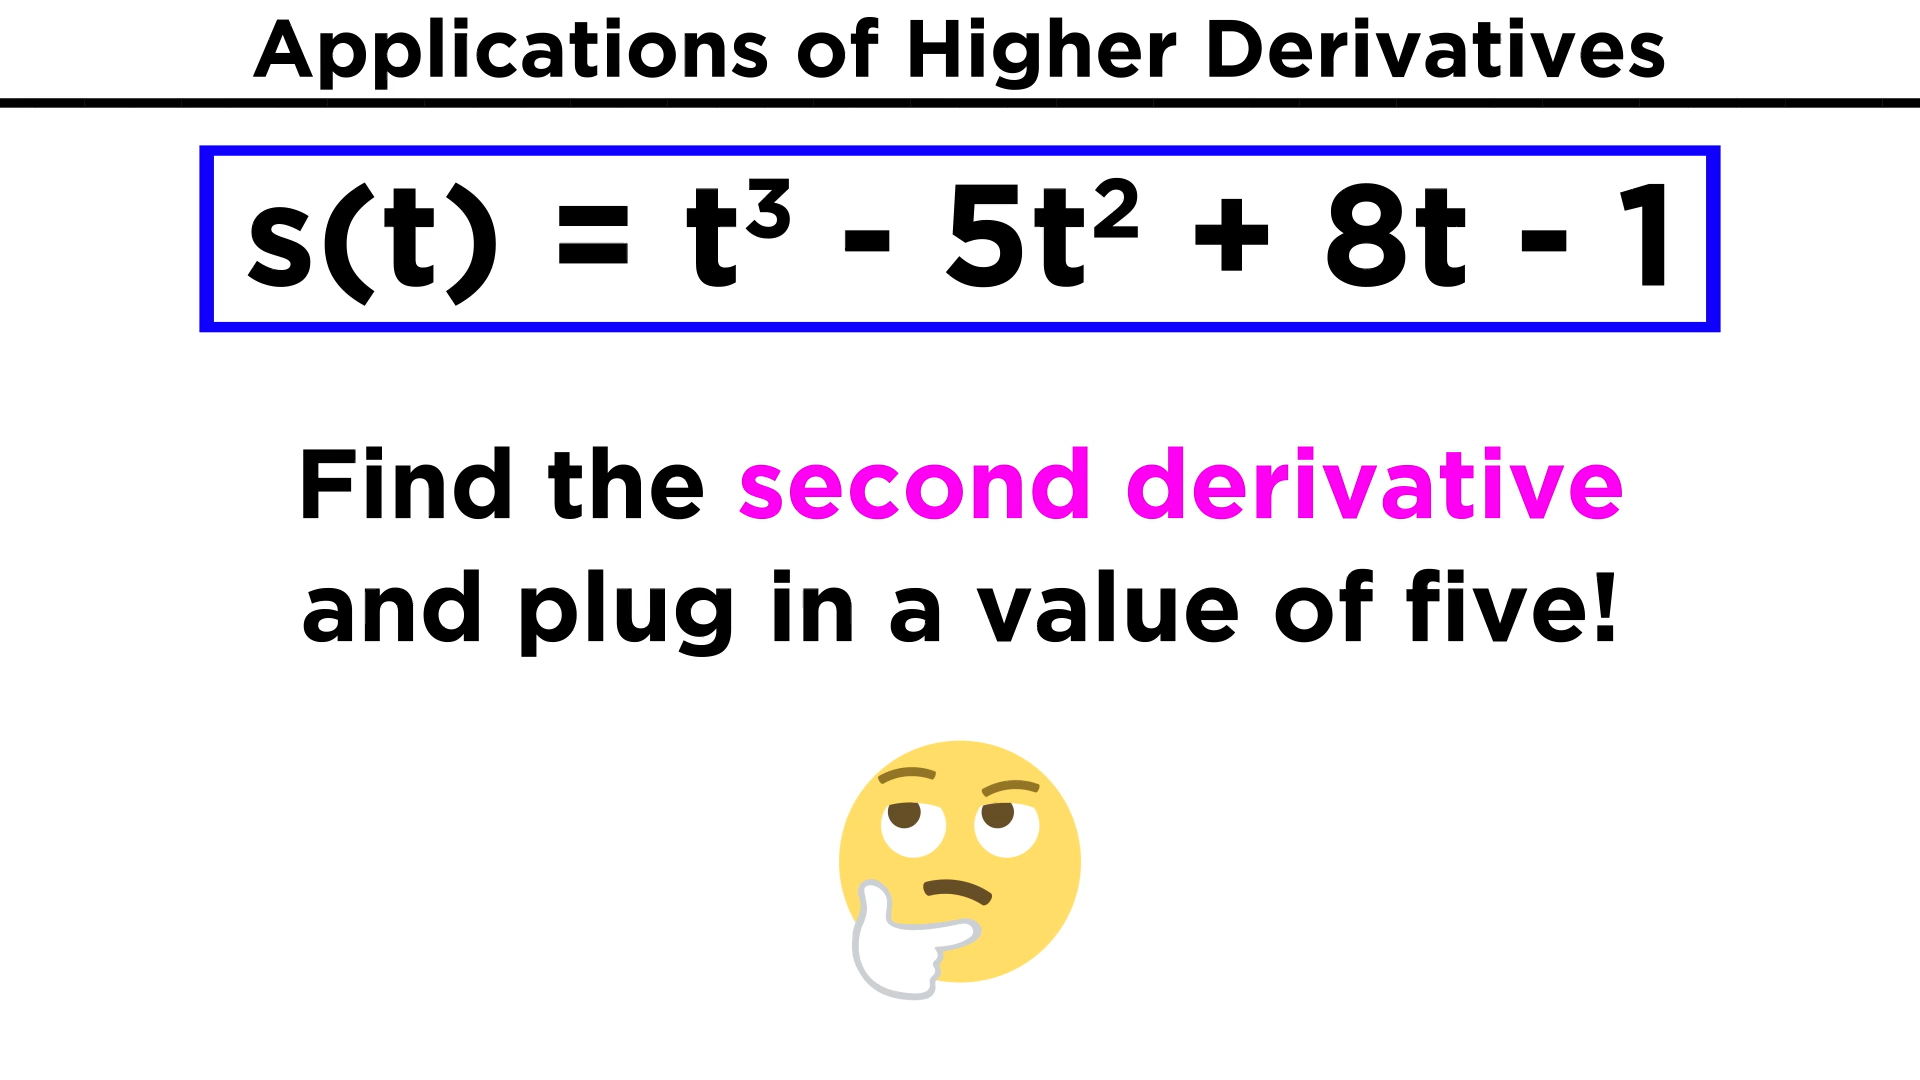 Applications of Higher Derivatives
s(t) = t³ - 5t² + 8t - 1
Find the second derivative
and plug in a value of five!